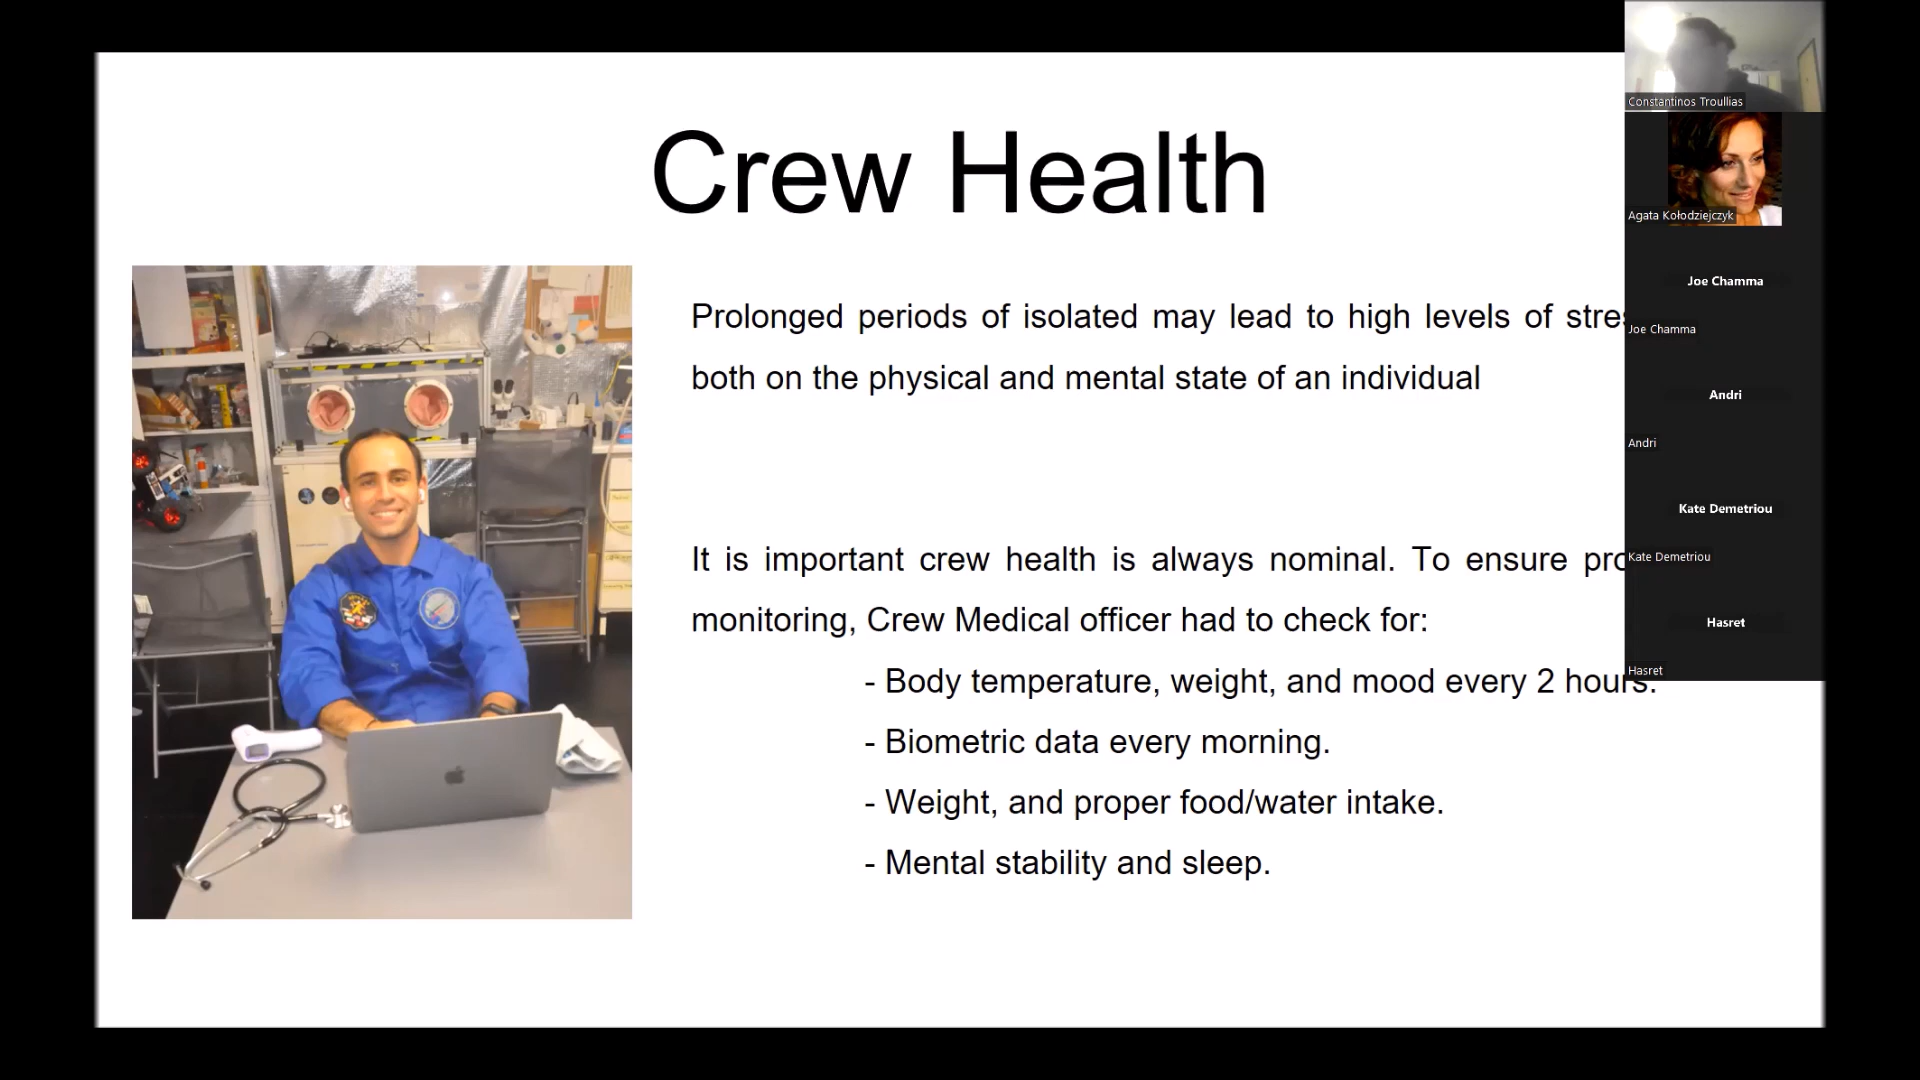 Crew Health
Prolonged periods of isolated may lead to high levels of
both on the physical and mental state of an individual
It is important crew health is always nominal. To ensure
monitoring, Crew Medical officer had to check for:
- Body temperature, weight, and mood every 2 hours.
- Biometric data every morning.
- Weight, and proper food/water intake.
- Mental stability and sleep.
Constantinos Troullias
Agata Kołodziejczyk
Joe Chamma
Joe Chamma
Andri
Andri
Kate Demetriou
Kate Demetriou
Hasret
Hasret